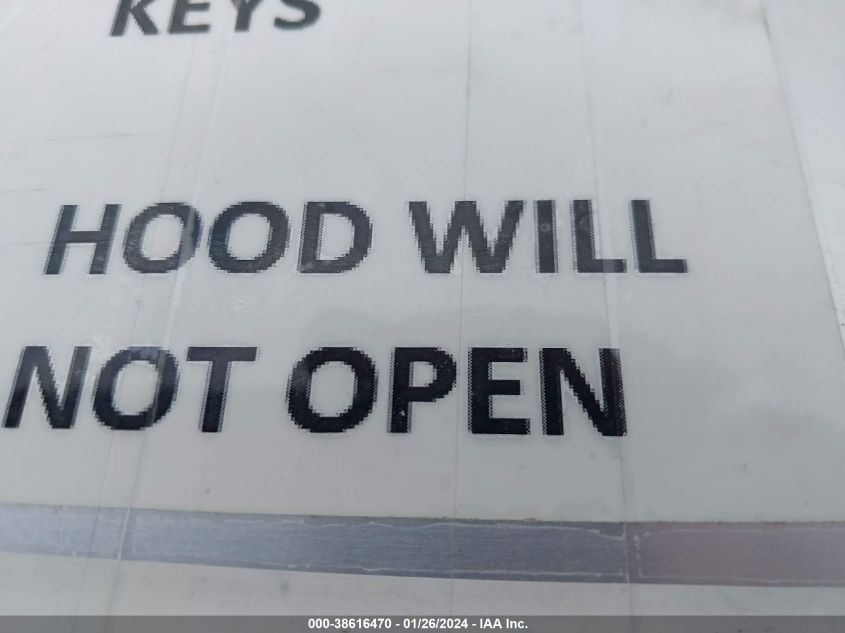 KEYS
HOOD WILL
NOT OPEN
000-38616470 - 01/26/2024 - IAA Inc.